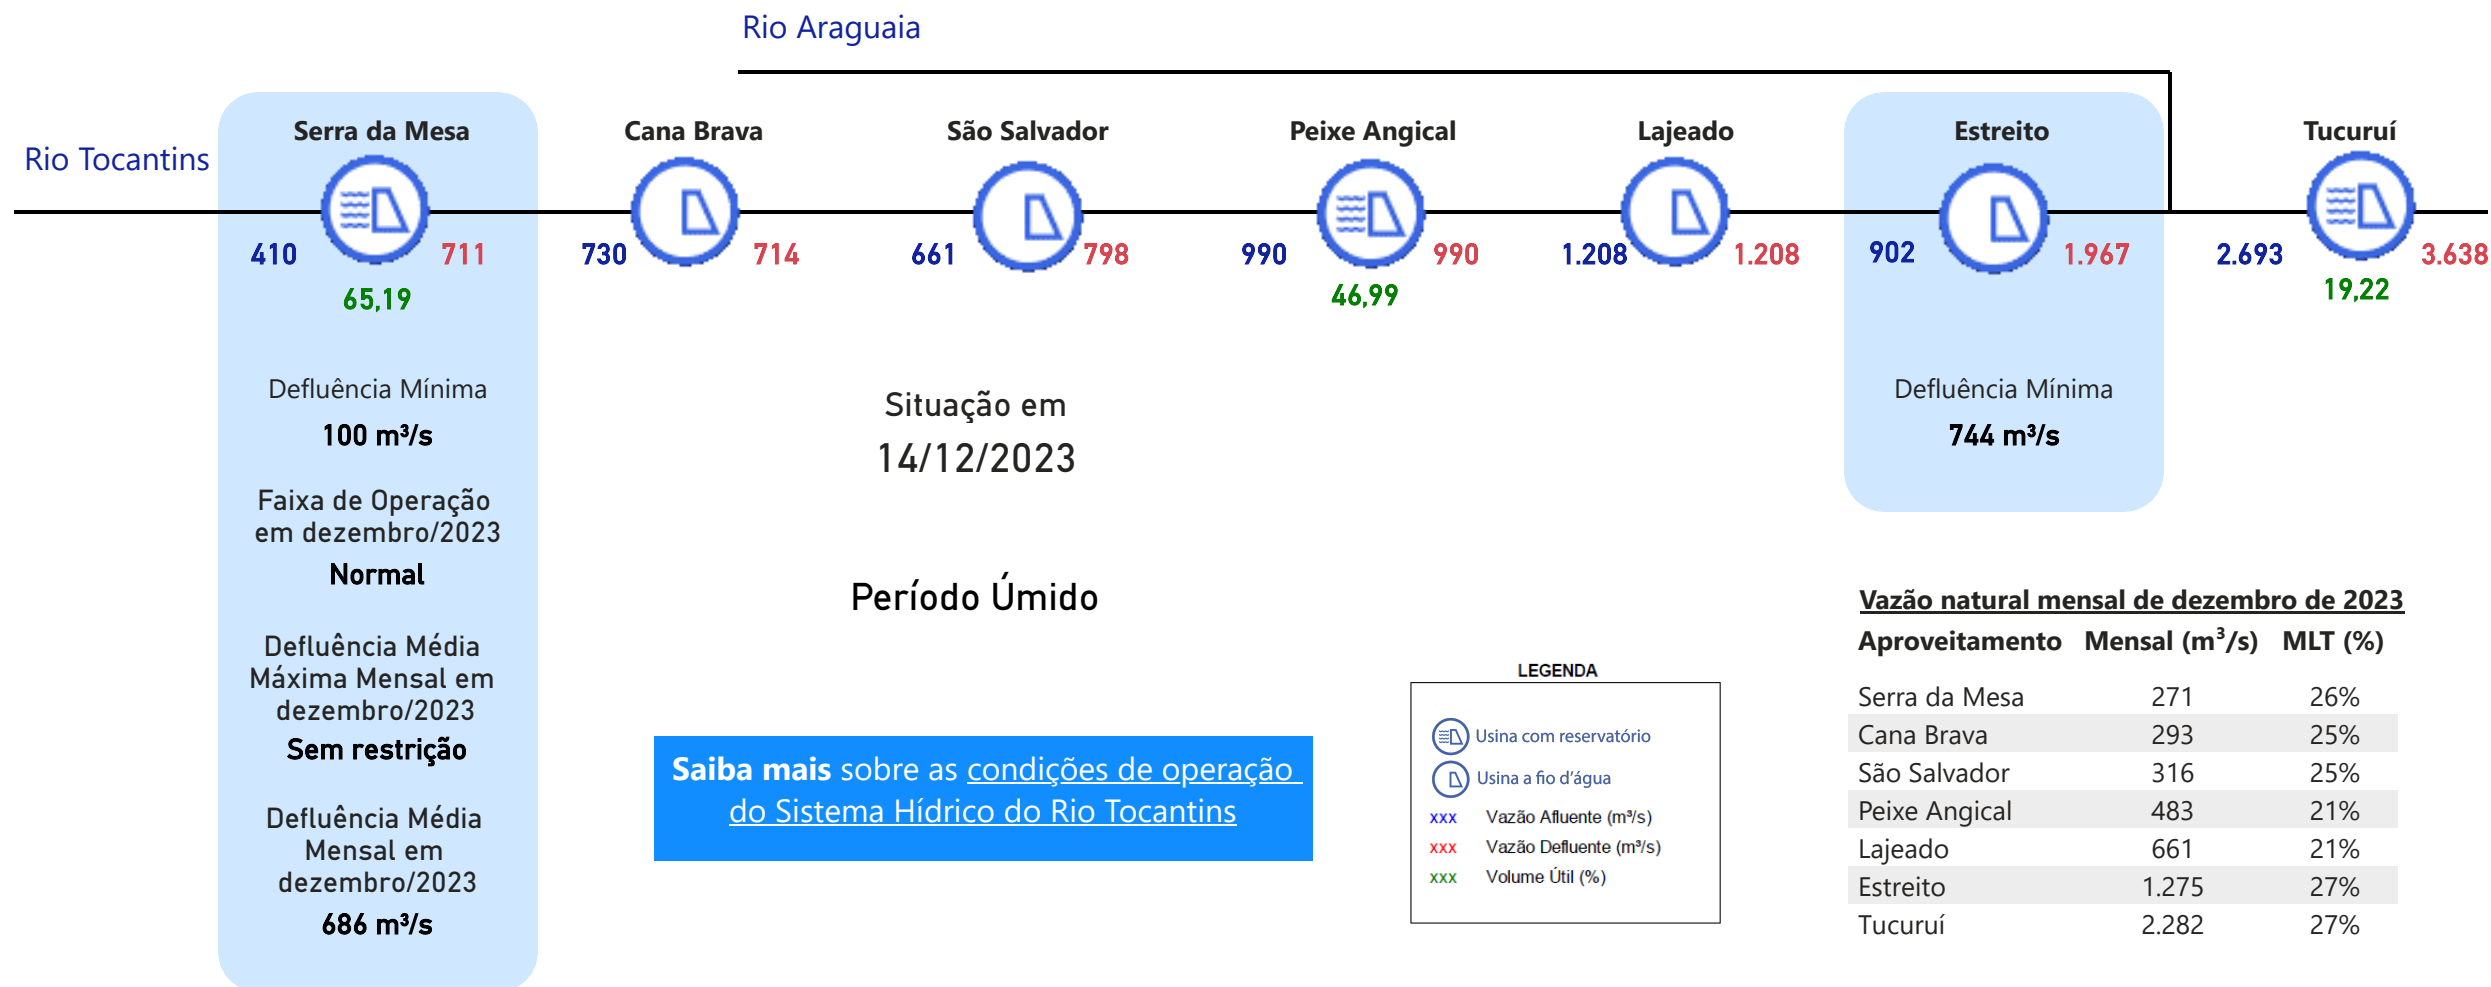 Rio Araguaia
Rio Tocantins
Serra da Mesa
Cana Brava
São Salvador
Peixe Angical
Lajeado
Estreito
Tucuruí
410
711
730
714
661
798
990
990
1.208
1.208
902
1.967
2.693
3.638
65,19
46,99
19,22
Defluência Mínima
100 m³/s
Faixa de Operação
em dezembro/2023
Normal
Defluência Média
Máxima Mensal em
dezembro/2023
Sem restrição
Defluência Média
Mensal em
dezembro/2023
686 m³/s
Situação em
14/12/2023
Período Úmido
Saiba mais sobre as condições de operação
do Sistema Hídrico do Rio Tocantins
Defluência Mínima
744 m³/s
LEGENDA
Usina com reservatório
Usina a fio d'água
xxx Vazão Afluente (m³/s)
xxx Vazão Defluente (m³/s)
xxx Volume Útil (%)
Vazão natural mensal de dezembro de 2023
Aproveitamento Mensal (m³/s) MLT (%)
Serra da Mesa 271 26%
Cana Brava 293 25%
São Salvador 316 25%
Peixe Angical 483 21%
Lajeado 661 21%
Estreito 1.275 27%
Tucuruí 2.282 27%